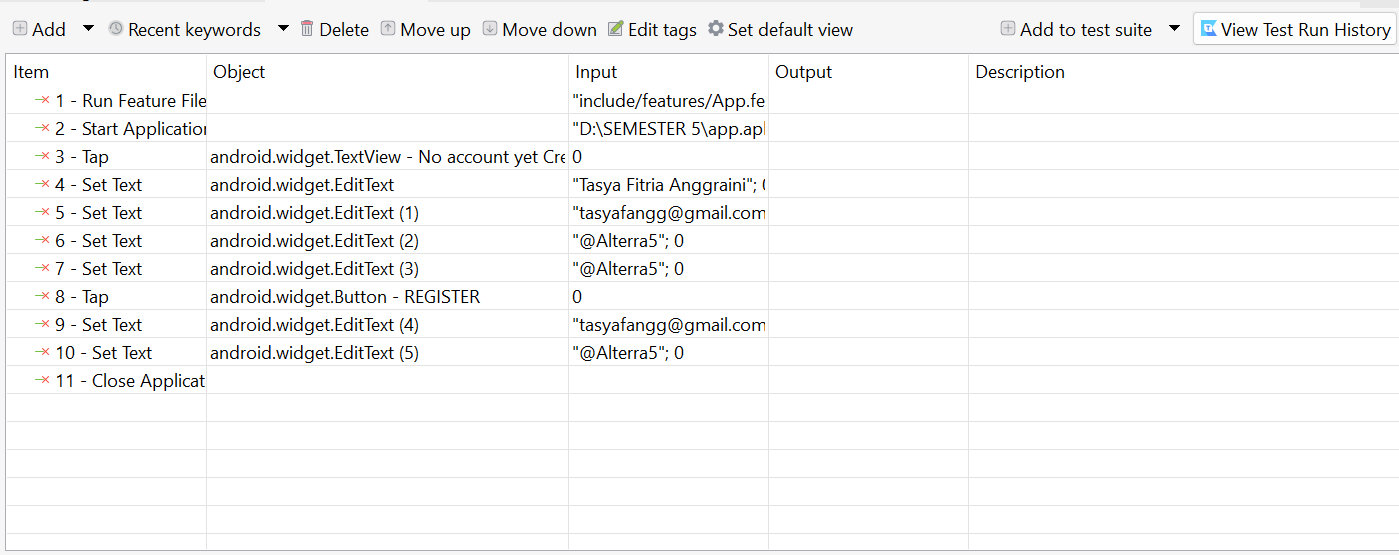 Add Recent keywords Delete Move up Move down Edit tags Set default view Add to test suite View Test Run History
Item Object Input Output Description
1 - Run Feature File "include/features/App.fe
2 - Start Application "D:\SEMESTER 5\app.apk
3 - Tap android.widget.TextView - No account yet Cre 0
4 - Set Text android.widget.EditText "Tasya Fitria Anggraini"; 0
5 - Set Text android.widget.EditText (1) "tasyafangg@gmail.com
6 - Set Text android.widget.EditText (2) "@Alterra5"; 0
7 - Set Text android.widget.EditText (3) "@Alterra5"; 0
8 - Tap android.widget.Button - REGISTER 0
9 - Set Text android.widget.EditText (4) "tasyafangg@gmail.com
10 - Set Text android.widget.EditText (5) "@Alterra5"; 0
11 - Close Applicat